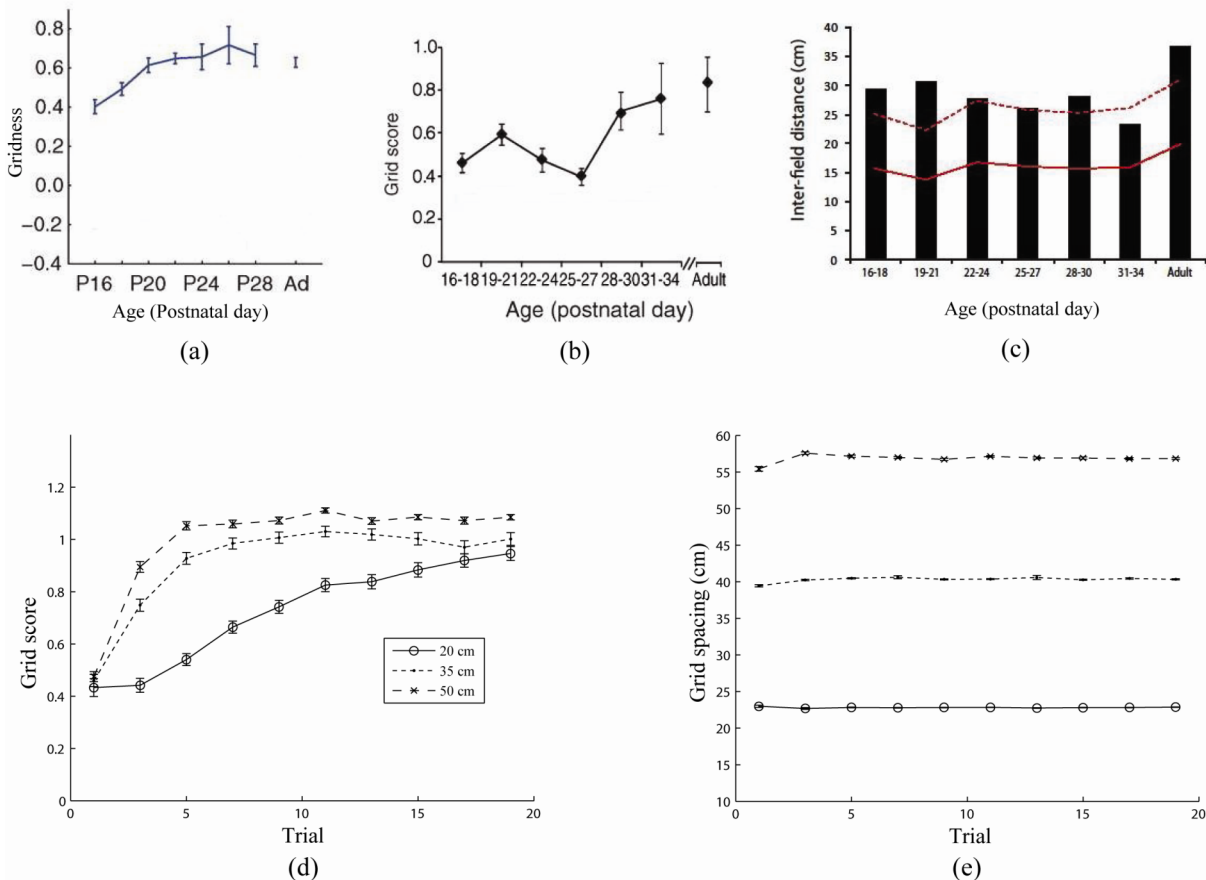 Gridness
0.8
0.6
0.4
0.2
0.0
−0.2
−0.4
P16 P20 P24 P28 Ad
Age (Postnatal day)
(a)
Grid score
1.0
0.8
0.6
0.4
0.2
0
16-18 19-21 22-24 25-27 28-30 31-34 Adult
Age (postnatal day)
(b)
Inter-field distance (cm)
40
35
30
25
20
15
10
5
0
16-18 19-21 22-24 25-27 28-30 31-34 Adult
Age (postnatal day)
(c)
Grid score
1.2
1
0.8
0.6
0.4
0.2
0
0 5 10 15 20
Trial
20 cm
35 cm
50 cm
(d)
Grid spacing (cm)
60
55
50
45
40
35
30
25
20
15
10
0 5 10 15 20
Trial
(e)